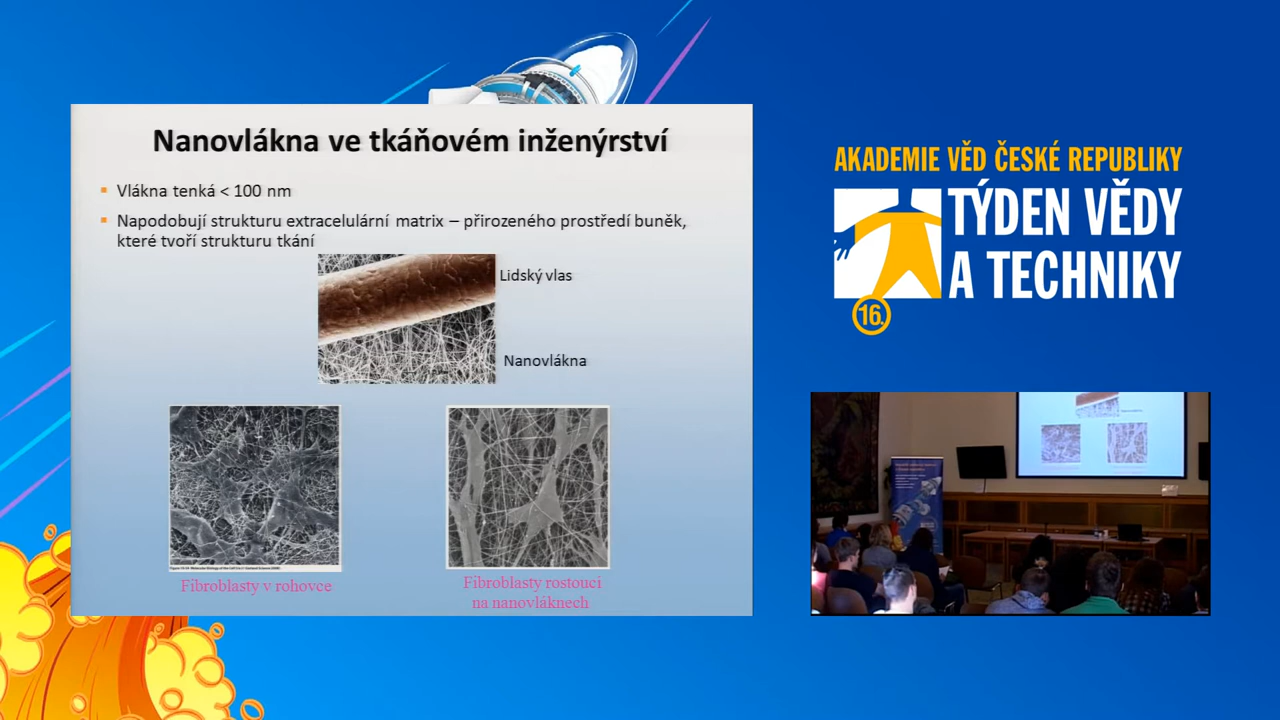 Nanovlákna ve tkáňovém inženýrství
Vlákna tenká < 100 nm
Napodobují strukturu extracelulární matrix – přirozeného prostředí buněk,
které tvoří strukturu tkání
Lidský vlas
Nanovlákna
Fibroblasty v rohovce
Fibroblasty rostoucí
na nanovláknech
AKADEMIE VĚD ČESKÉ REPUBLIKY
TÝDEN VĚDY
A TECHNIKY
16.